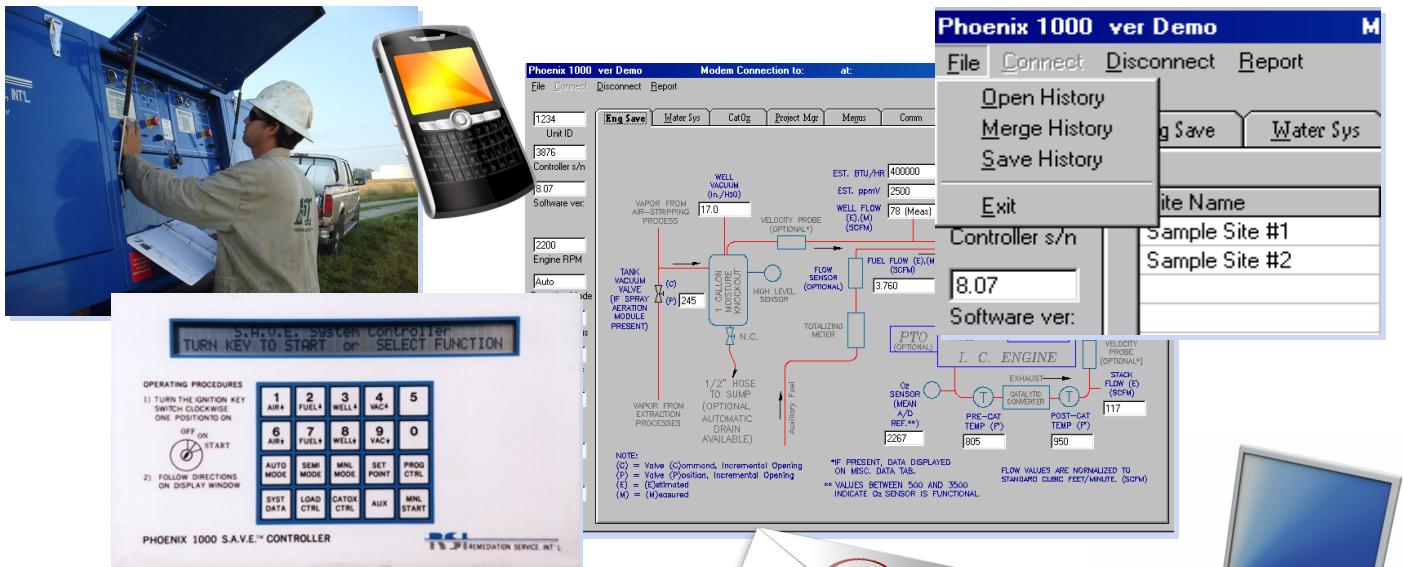 INT'L.
Phoenix 1000 ver Demo Modem Connection to: at:
File Connect Disconnect Report
1234
Unit ID
3876
Controller s/n
8.07
Software ver:
2200
Engine RPM
Auto
Eng Save Water Sys CatOx Project Mgr Menus Comm
WELL
VACUUM
(In./H2O)
17.0
VAPOR FROM
AIR-STRIPPING
PROCESS
VELOCITY PROBE
(OPTIONAL*)
EST. BTU/HR 400000
EST. ppmV 2500
WELL FLOW
(E),(M)
(SCFM)
78 (Meas)
TANK
VACUUM
VALVE
(IF SPRAY
AERATION
MODULE
PRESENT)
(C)
(P) 245
1 GALLON
MOISTURE
KNOCKOUT
HIGH LEVEL
SENSOR
N.C.
FLOW
SENSOR
(OPTIONAL)
FUEL FLOW (E),(M
(SCFM)
3.760
TOTALIZING
METER
PTO
(OPTIONAL)
I. C. ENGINE
VELOCITY
PROBE
(OPTIONAL*)
1/2" HOSE
TO SUMP
(OPTIONAL
AUTOMATIC
DRAIN
AVAILABLE)
VAPOR FROM
EXTRACTION
PROCESSES
Auxiliary Fuel
O2
SENSOR
(MEAN
A/D
REF.**)
2267
EXHAUST
T
CATALYTIC
CONVERTER
T
PRE-CAT
TEMP (F°)
805
POST-CAT
TEMP (F°)
950
STACK
FLOW (E)
(SCFM)
117
NOTE:
(C) = Valve (C)ommand, Incremental Opening
(P) = Valve (P)osition, Incremental Opening
(E) = (E)stimated
(M) = (M)easured
*IF PRESENT, DATA DISPLAYED
ON MISC. DATA TAB.
** VALUES BETWEEN 500 AND 3500
INDICATE O2 SENSOR IS FUNCTIONAL.
FLOW VALUES ARE NORMALIZED TO
STANDARD CUBIC FEET/MINUTE. (SCFM)
Phoenix 1000 ver Demo M
File Connect Disconnect Report
Open History
Merge History
Save History
Exit
g Save Water Sys
ite Name
Sample Site #1
Sample Site #2
Controller s/n
8.07
Software ver:
S.A.V.E. System Controller
TURN KEY TO START or SELECT FUNCTION
OPERATING PROCEDURES
1) TURN THE IGNITION KEY
SWITCH CLOCKWISE
ONE POSITION TO ON
OFF
ON
START
2) FOLLOW DIRECTIONS
ON DISPLAY WINDOW
1 2 3 4 5
AIR FUEL WELL VAC
6 7 8 9 0
AIR FUEL WELL VAC
AUTO MODE SEMI MODE MNL MODE SET POINT PROG CTRL
SYST DATA LOAD CTRL CATOX CTRL AUX MNL START
PHOENIX 1000 S.A.V.E.™ CONTROLLER
RSI REMEDIATION SERVICE, INT'L